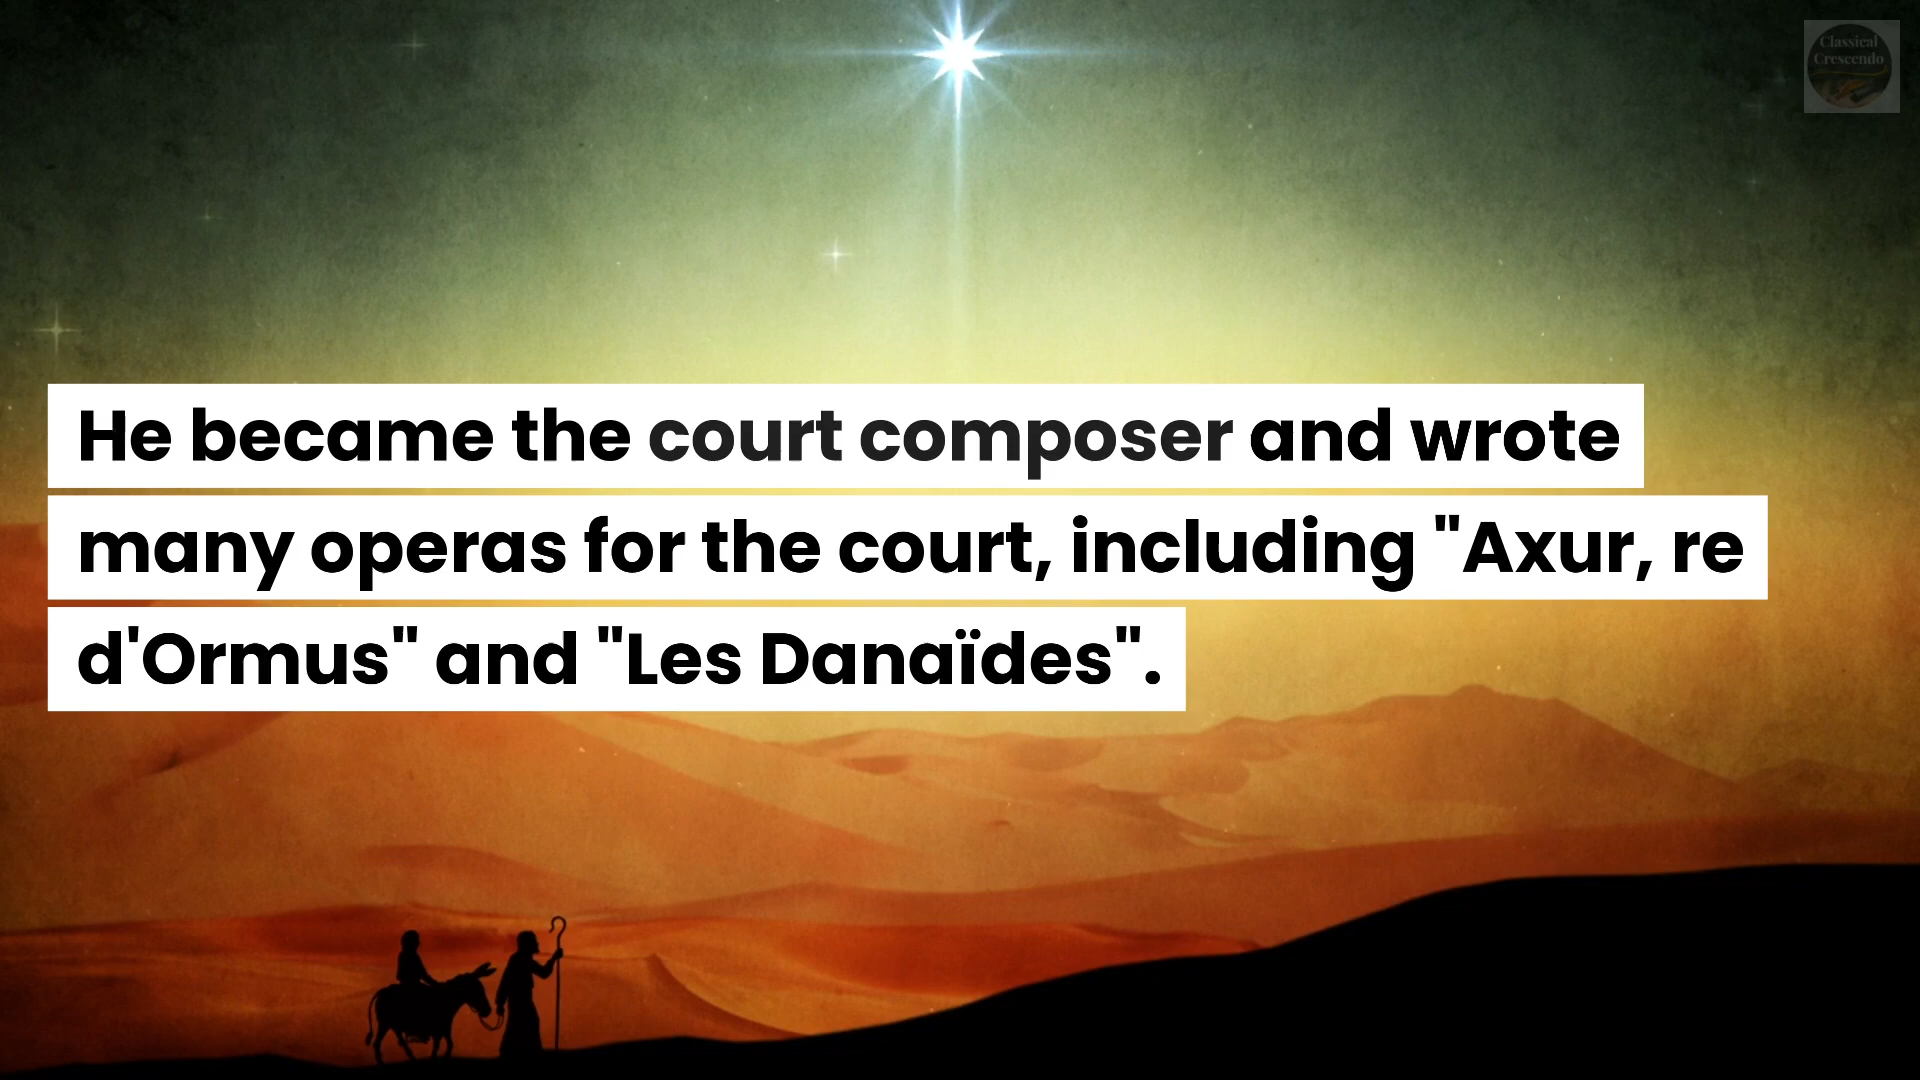 Classical
Crescendo
He became the court composer and wrote
many operas for the court, including "Axur, re
d'Ormus" and "Les Danaïdes".